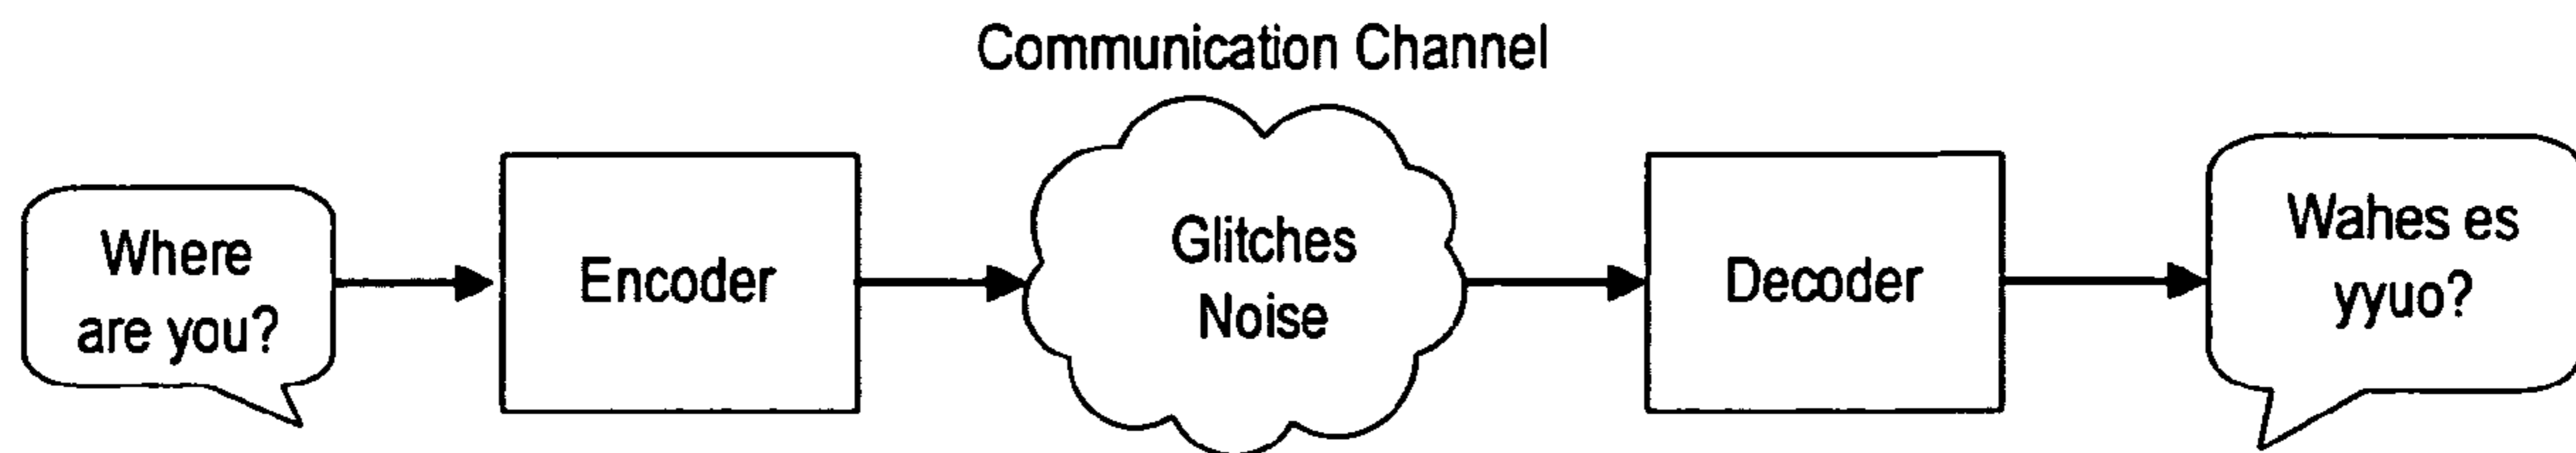 Communication Channel
Where
are you?
Encoder
Glitches
Noise
Decoder
Wahes es
yyuo?